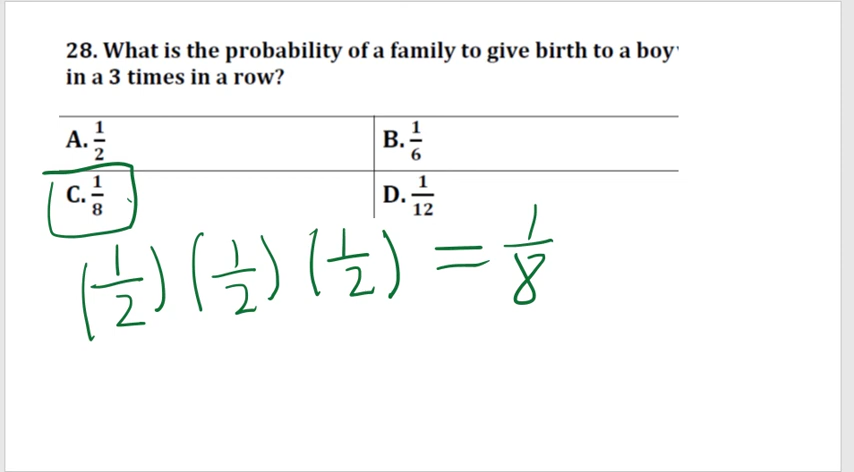 28. What is the probability of a family to give birth to a boy
in a 3 times in a row?
A. 1/2 B. 1/6
C. 1/8 D. 1/12
(1/2) (1/2) (1/2) = 1/8